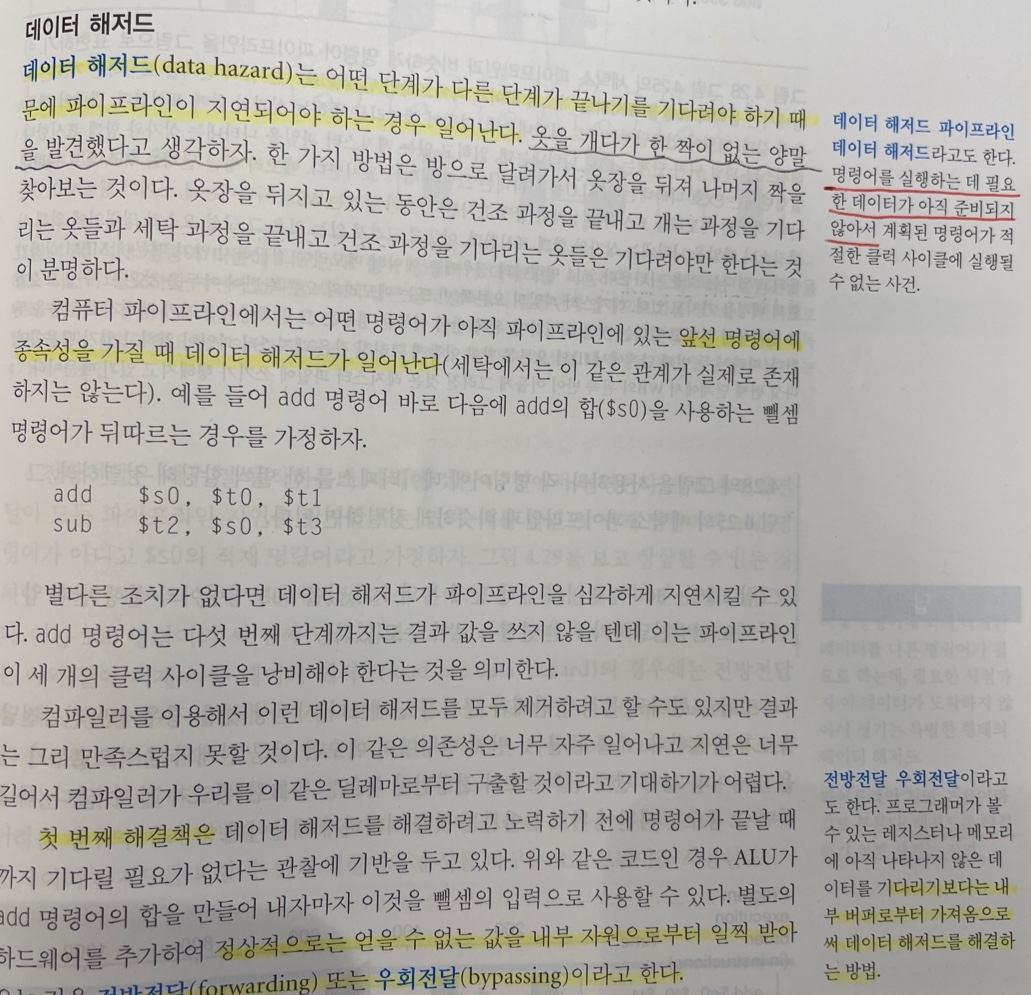 데이터 해저드
데이터 해저드(data hazard)는 어떤 단계가 다른 단계가 끝나기를 기다려야 하기 때
문에 파이프라인이 지연되어야 하는 경우 일어난다. 옷을 개다가 한 짝이 없는 양말
을 발견했다고 생각하자. 한 가지 방법은 방으로 달려가서 옷장을 뒤져 나머지 짝을
찾아보는 것이다. 옷장을 뒤지고 있는 동안은 건조 과정을 끝내고 개는 과정을 기다
리는 옷들과 세탁 과정을 끝내고 건조 과정을 기다리는 옷들은 기다려야만 한다는 것
이 분명하다.
컴퓨터 파이프라인에서는 어떤 명령어가 아직 파이프라인에 있는 앞선 명령어에
종속성을 가질 때 데이터 해저드가 일어난다(세탁에서는 이 같은 관계가 실제로 존재
하지는 않는다). 예를 들어 add 명령어 바로 다음에 add의 합($s0)을 사용하는 뺄셈
명령어가 뒤따르는 경우를 가정하자.
add $s0, $t0, $t1
sub $t2, $s0, $t3
별다른 조치가 없다면 데이터 해저드가 파이프라인을 심각하게 지연시킬 수 있
다. add 명령어는 다섯 번째 단계까지는 결과 값을 쓰지 않을 텐데 이는 파이프라인
이 세 개의 클럭 사이클을 낭비해야 한다는 것을 의미한다.
컴파일러를 이용해서 이런 데이터 해저드를 모두 제거하려고 할 수도 있지만 결과
는 그리 만족스럽지 못할 것이다. 이 같은 의존성은 너무 자주 일어나고 지연은 너무
길어서 컴파일러가 우리를 이 같은 딜레마로부터 구출할 것이라고 기대하기가 어렵다.
첫 번째 해결책은 데이터 해저드를 해결하려고 노력하기 전에 명령어가 끝날 때
까지 기다릴 필요가 없다는 관찰에 기반을 두고 있다. 위와 같은 코드인 경우 ALU가
add 명령어의 합을 만들어 내자마자 이것을 뺄셈의 입력으로 사용할 수 있다. 별도의
하드웨어를 추가하여 정상적으로는 얻을 수 없는 값을 내부 자원으로부터 일찍 받아
전방전달(forwarding) 또는 우회전달(bypassing)이라고 한다.
데이터 해저드 파이프라인
데이터 해저드라고도 한다.
명령어를 실행하는 데 필요
한 데이터가 아직 준비되지
않아서 계획된 명령어가 적
절한 클럭 사이클에 실행될
수 없는 사건.
전방전달 우회전달이라고
도 한다. 프로그래머가 볼
수 있는 레지스터나 메모리
에 아직 나타나지 않은 데
이터를 기다리기보다는 내
부 버퍼로부터 가져옴으로
써 데이터 해저드를 해결하
는 방법.